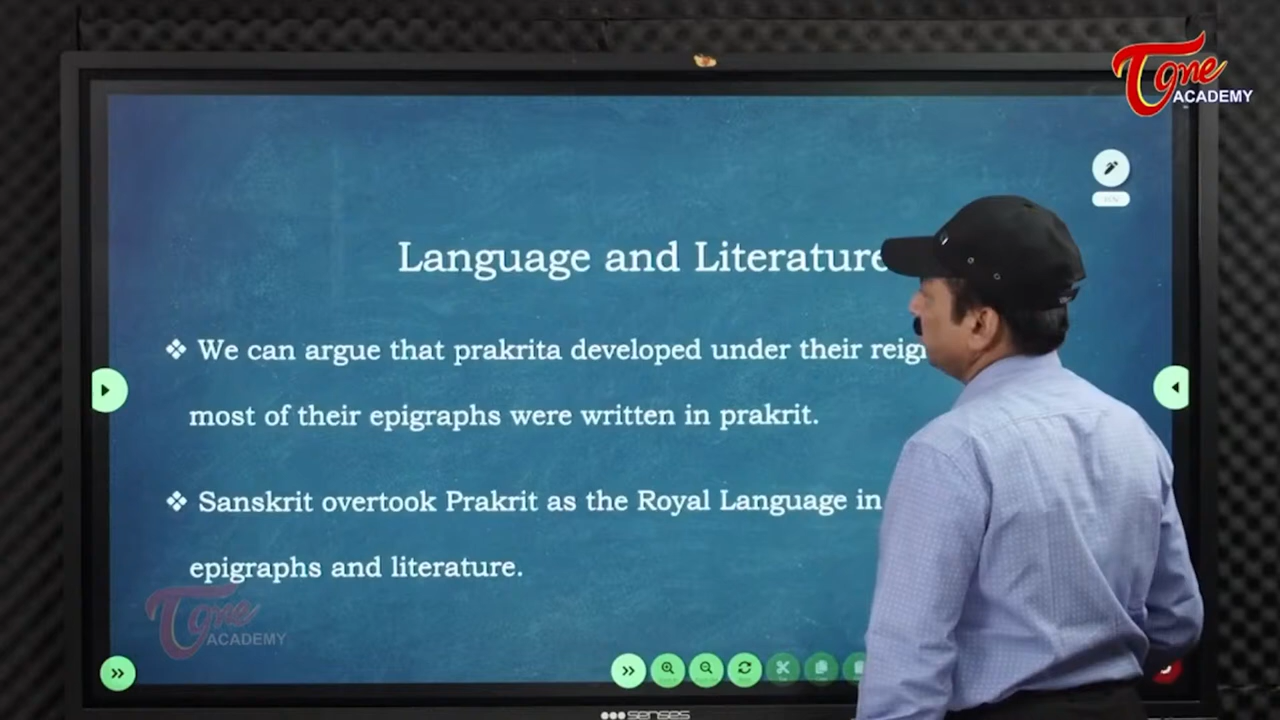 Tone
ACADEMY
Language and Literature
❖ We can argue that prakrita developed under their
most of their epigraphs were written in prakrit.
❖ Sanskrit overtook Prakrit as the Royal Language in
epigraphs and literature.
Tone
ACADEMY
senses